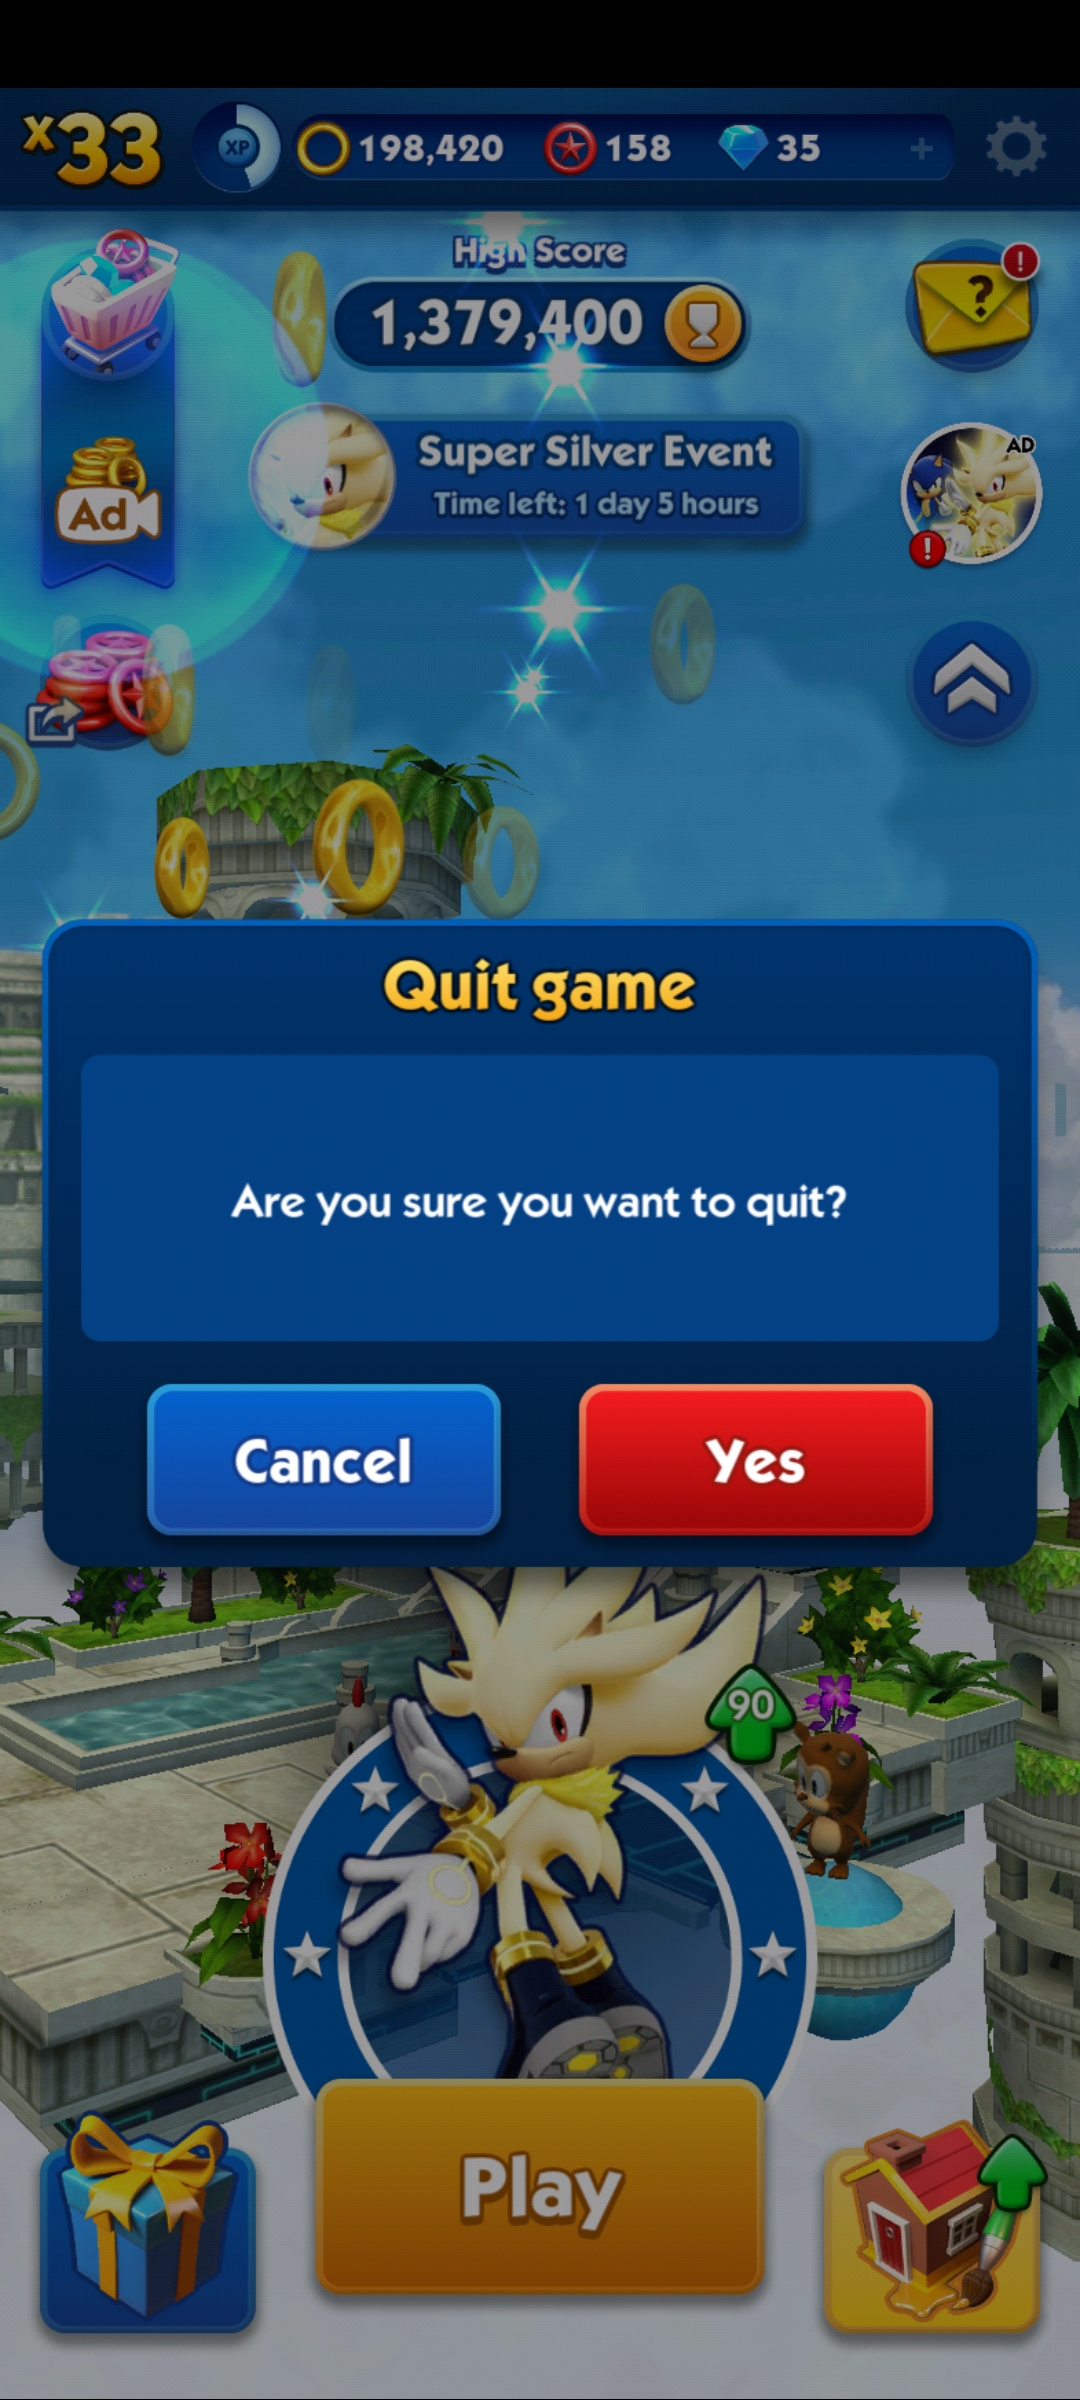 x33
XP
198,420
158
35
+
High Score
1,379,400
?
!
Super Silver Event
Time left: 1 day 5 hours
AD
!
Ad
Quit game
Are you sure you want to quit?
Cancel
Yes
90
Play